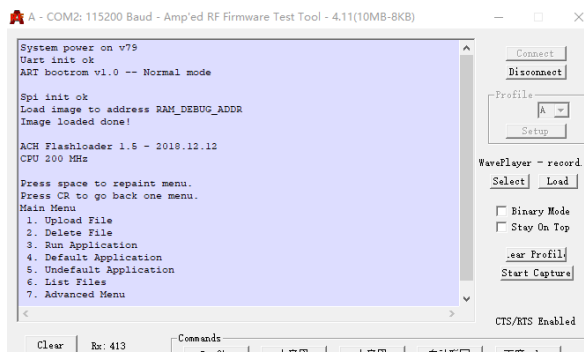 A - COM2: 115200 Baud - Amp'ed RF Firmware Test Tool - 4.11(10MB-8KB)
System power on v79
Uart init ok
ART bootrom v1.0 -- Normal mode
Spi init ok
Load image to address RAM_DEBUG_ADDR
Image loaded done!
ACH Flashloader 1.5 - 2018.12.12
CPU 200 MHz
Press space to repaint menu.
Press CR to go back one menu.
Main Menu
1. Upload File
2. Delete File
3. Run Application
4. Default Application
5. Undefault Application
6. List Files
7. Advanced Menu
Connect
Disconnect
Profile
A
Setup
WavePlayer - record.
Select
Load
Binary Mode
Stay On Top
.ear Profil
Start Capture
CTS/RTS Enabled
Clear
Rx: 413
Commands